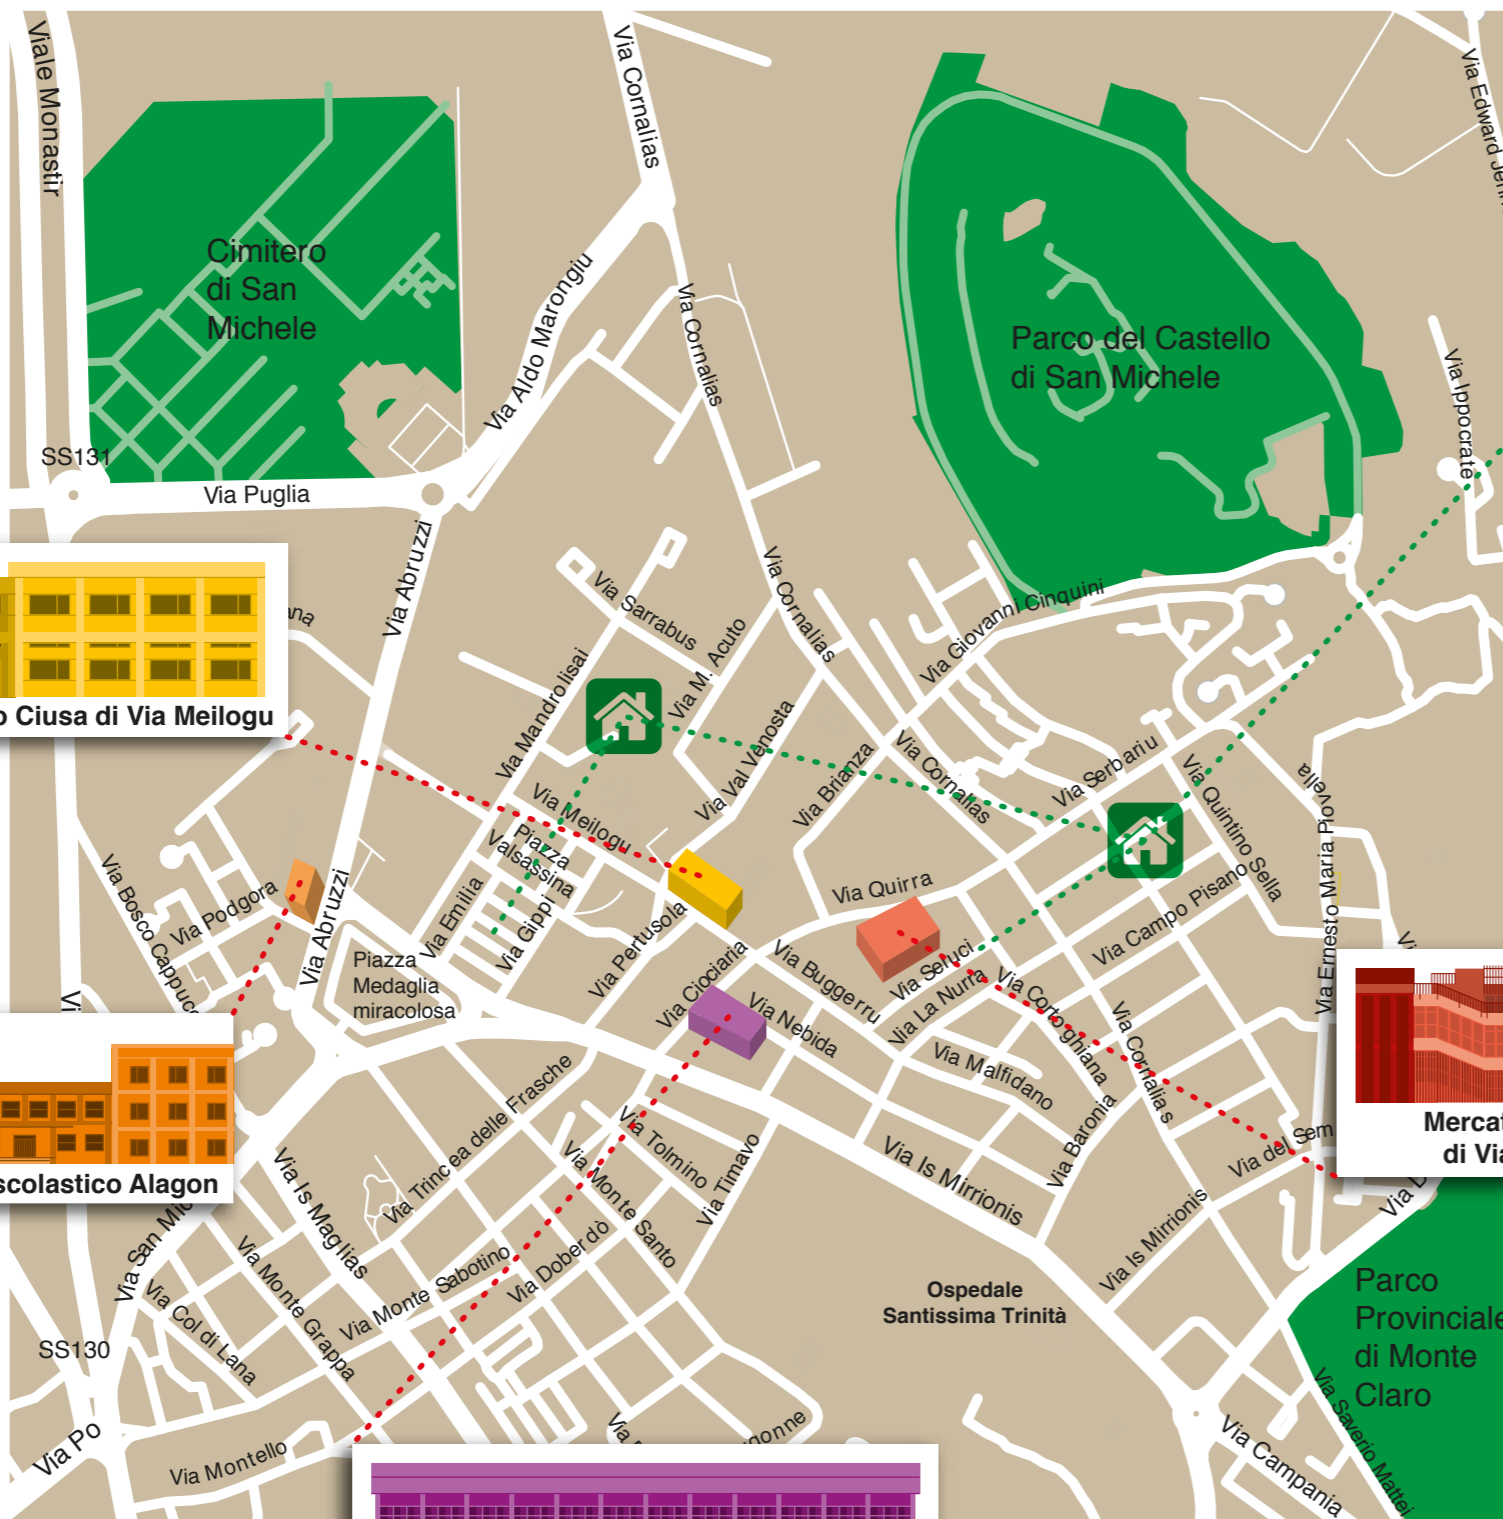 Viale Monastir
Via Cornalias
Via Edward Jenn
Cimitero
di San
Michele
Via Aldo Marongiu
Via Cornalias
Parco del Castello
di San Michele
Via Ippocrate
SS131
Via Puglia
Via Abruzzi
ana
Via Sarrabus
Via Cornalias
Via Giovanni Cinquini
Via M. Acuto
Via Mandrolisai
o Ciusa di Via Meilogu
Via Val Venosta
Via Brianza
Via Cornalias
Via Serbariu
Via Quintino Sella
Via Ernesto Maria Piovella
Via Meilogu
Piazza
Valsassina
Via Quirra
Via Campo Pisano
Via Bosco Cappucc
Via Podgora
Via Abruzzi
Via Emilia
Via Gippi
Via Pertusola
Via Ciociaria
Via Buggerru
Via Seruci
Via La Nurra
Via Cortoghiana
Via Cornalias
Vi
Vi
Piazza
Medaglia
miracolosa
Via Nebida
Via Malfidano
Via Baronia
Via del Sem
Mercat
di Via
scolastico Alagon
Via Trincea delle Frasche
Via Tolmino
Via Timavo
Via Is Mirrionis
Via Is Mirrionis
Via D
Via San Mic
Via Is Maglias
Via Monte Santo
Via Monte Grappa
Via Monte Sabotino
Via Doberdò
Via Col di Lana
Ospedale
Santissima Trinità
Parco
Provinciale
di Monte
Claro
SS130
Via Po
Via Montello
Via
igonne
Via Campania
Via Saverio Mattei